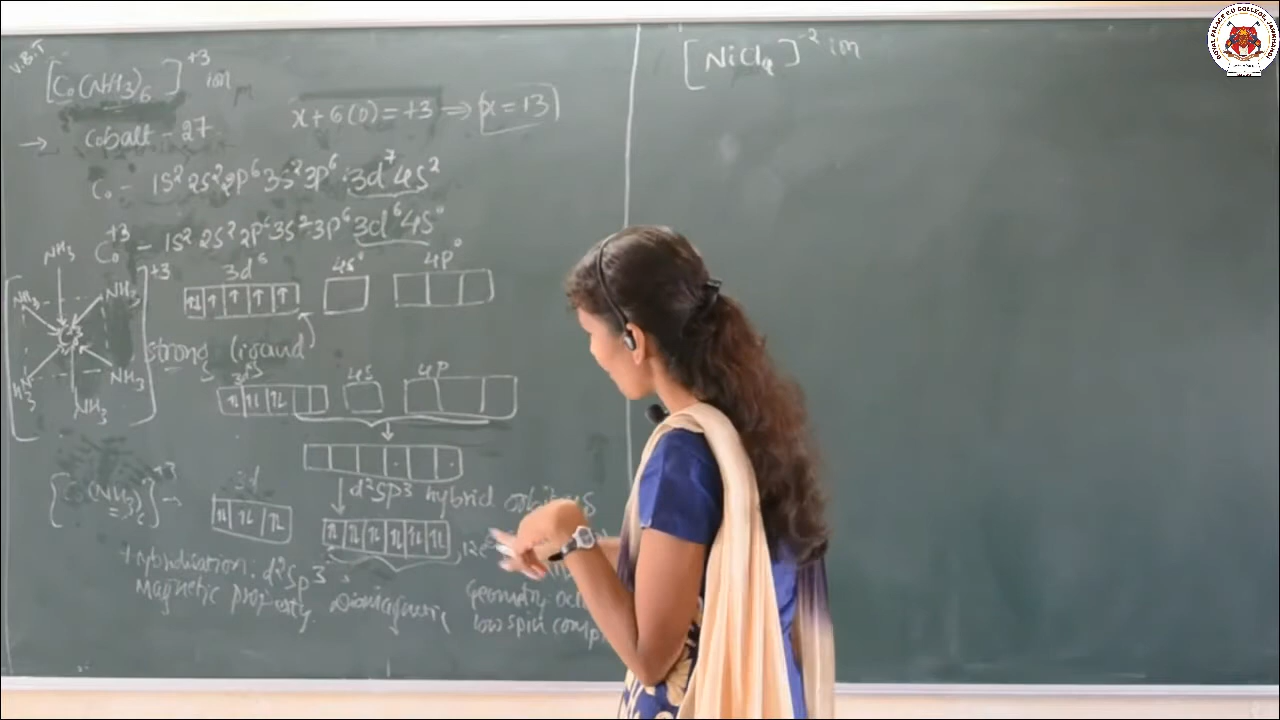 V.B.T
[Co(NH3)6]+3 ion
x+6(0)=+3 ⇒ x=+3
→ Cobalt - 27
Co - 1s² 2s² 2p⁶ 3s² 3p⁶ 3d⁷ 4s²
Co+3 - 1s² 2s² 2p⁶ 3s² 3p⁶ 3d⁶ 4s⁰
3d⁶ 4s⁰ 4p⁰
NH3
NH3 NH3
NH3
NH3
+3
strong ligand
4s 4p
d²sp³ hybrid
(NH3)6 +3 →
3d
12e⁻
Hybridisation: d²sp³
Magnetic property: Diamagnetic
Geometry:
low spin
[NiCl4]-2 ion